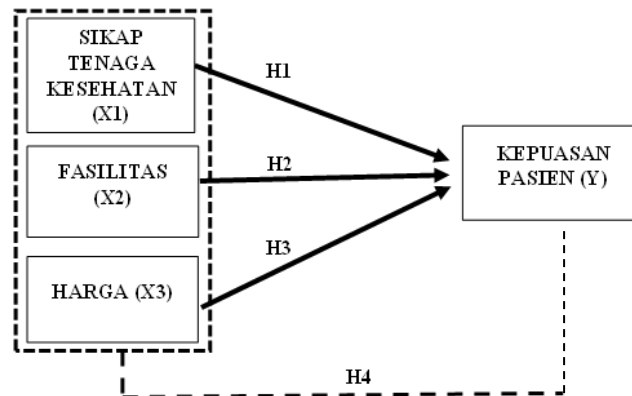 SIKAP
TENAGA
KESEHATAN
(X1)
H1
FASILITAS
(X2)
H2
KEPUASAN
PASIEN (Y)
H3
HARGA (X3)
H4